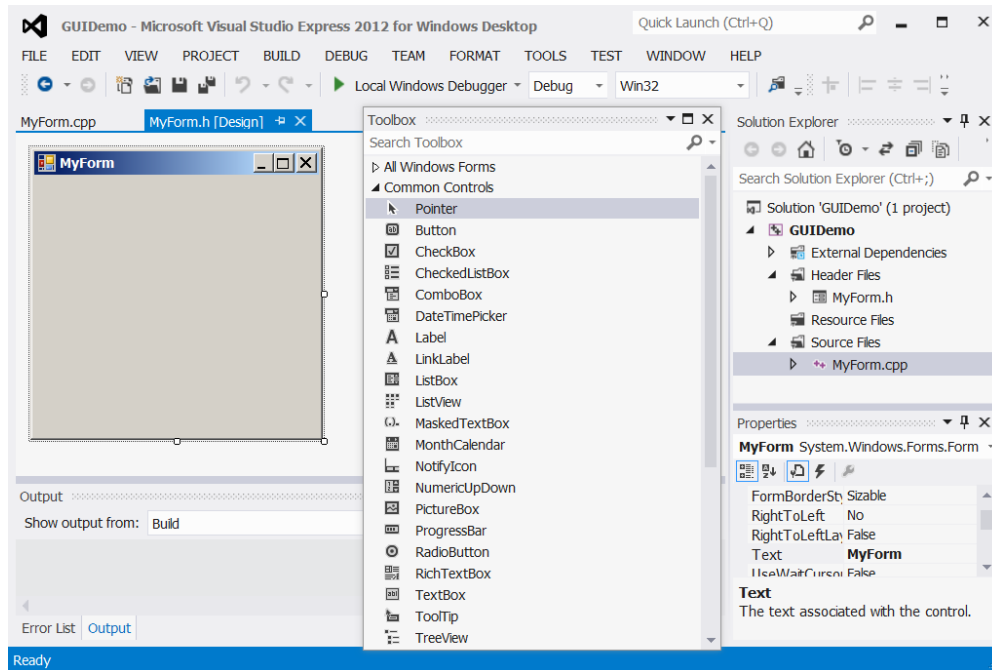 GUIDemo - Microsoft Visual Studio Express 2012 for Windows Desktop
Quick Launch (Ctrl+Q)
FILE EDIT VIEW PROJECT BUILD DEBUG TEAM FORMAT TOOLS TEST WINDOW HELP
Local Windows Debugger Debug Win32
MyForm.cpp MyForm.h [Design]
MyForm
Output
Show output from: Build
Error List Output
Ready
Toolbox
Search Toolbox
All Windows Forms
Common Controls
Pointer
Button
CheckBox
CheckedListBox
ComboBox
DateTimePicker
Label
LinkLabel
ListBox
ListView
MaskedTextBox
MonthCalendar
NotifyIcon
NumericUpDown
PictureBox
ProgressBar
RadioButton
RichTextBox
TextBox
ToolTip
TreeView
Solution Explorer
Search Solution Explorer (Ctrl+;)
Solution 'GUIDemo' (1 project)
GUIDemo
External Dependencies
Header Files
MyForm.h
Resource Files
Source Files
MyForm.cpp
Properties
MyForm System.Windows.Forms.Form
FormBorderSty Sizable
RightToLeft No
RightToLeftLay False
Text MyForm
UseWaitCursor False
Text
The text associated with the control.